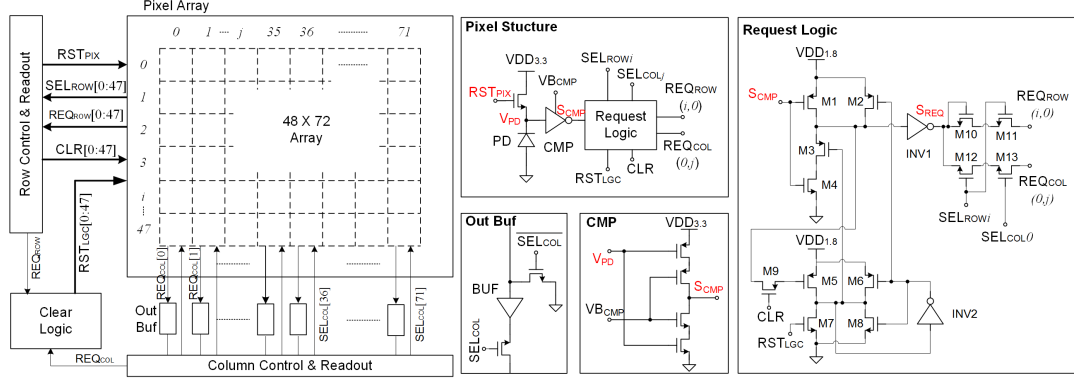 Pixel Array
0 1 j 35 36 71
0
1
2
3
i
47
48 X 72
Array
Row Control & Readout
RSTPIX
SELROW[0:47]
REQROW[0:47]
CLR[0:47]
RSTLGC[0:47]
REQROW
Clear
Logic
REQCOL
REQCOL[0]
REQCOL[1]
SELCOL[36]
SELCOL[71]
Out
Buf
Column Control & Readout
Pixel Stucture
VDD3.3
VBCMP
RSTPIX
VPD
SCMP
PD
CMP
Request
Logic
SELROWi
SELCOLj
REQROW
(i,0)
REQCOL
(0,j)
RSTLGC
CLR
Out Buf
SELCOL
BUF
SELCOL
CMP
VDD3.3
VPD
SCMP
VBCMP
Request Logic
VDD1.8
SCMP
M1
M2
M3
M4
SREQ
INV1
M10
M11
M12
M13
REQROW
(i,0)
REQCOL
(0,j)
SELROWi
SELCOL0
VDD1.8
M9
M5
M6
CLR
M7
M8
RSTLGC
INV2